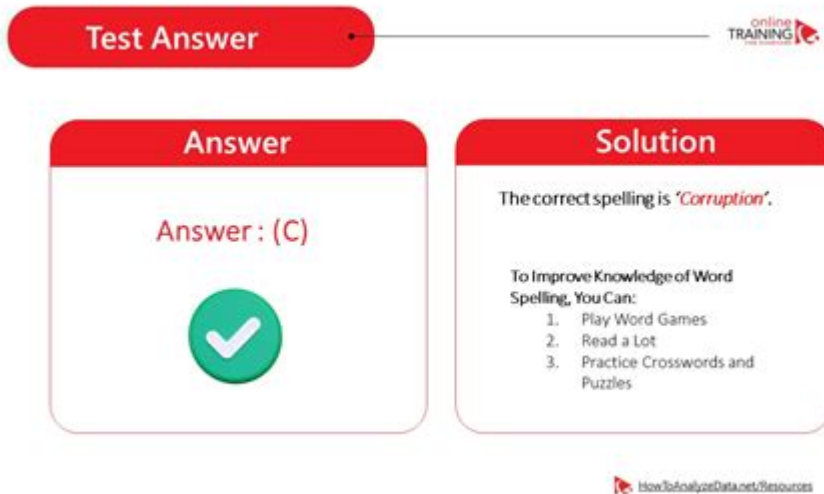 Test Answer
online
TRAINING
Answer
Answer : (C)
Solution
The correct spelling is 'Corruption'.
To Improve Knowledge of Word
Spelling, You Can:
1. Play Word Games
2. Read a Lot
3. Practice Crosswords and
Puzzles
HowToAnalyzeData.net/Resources